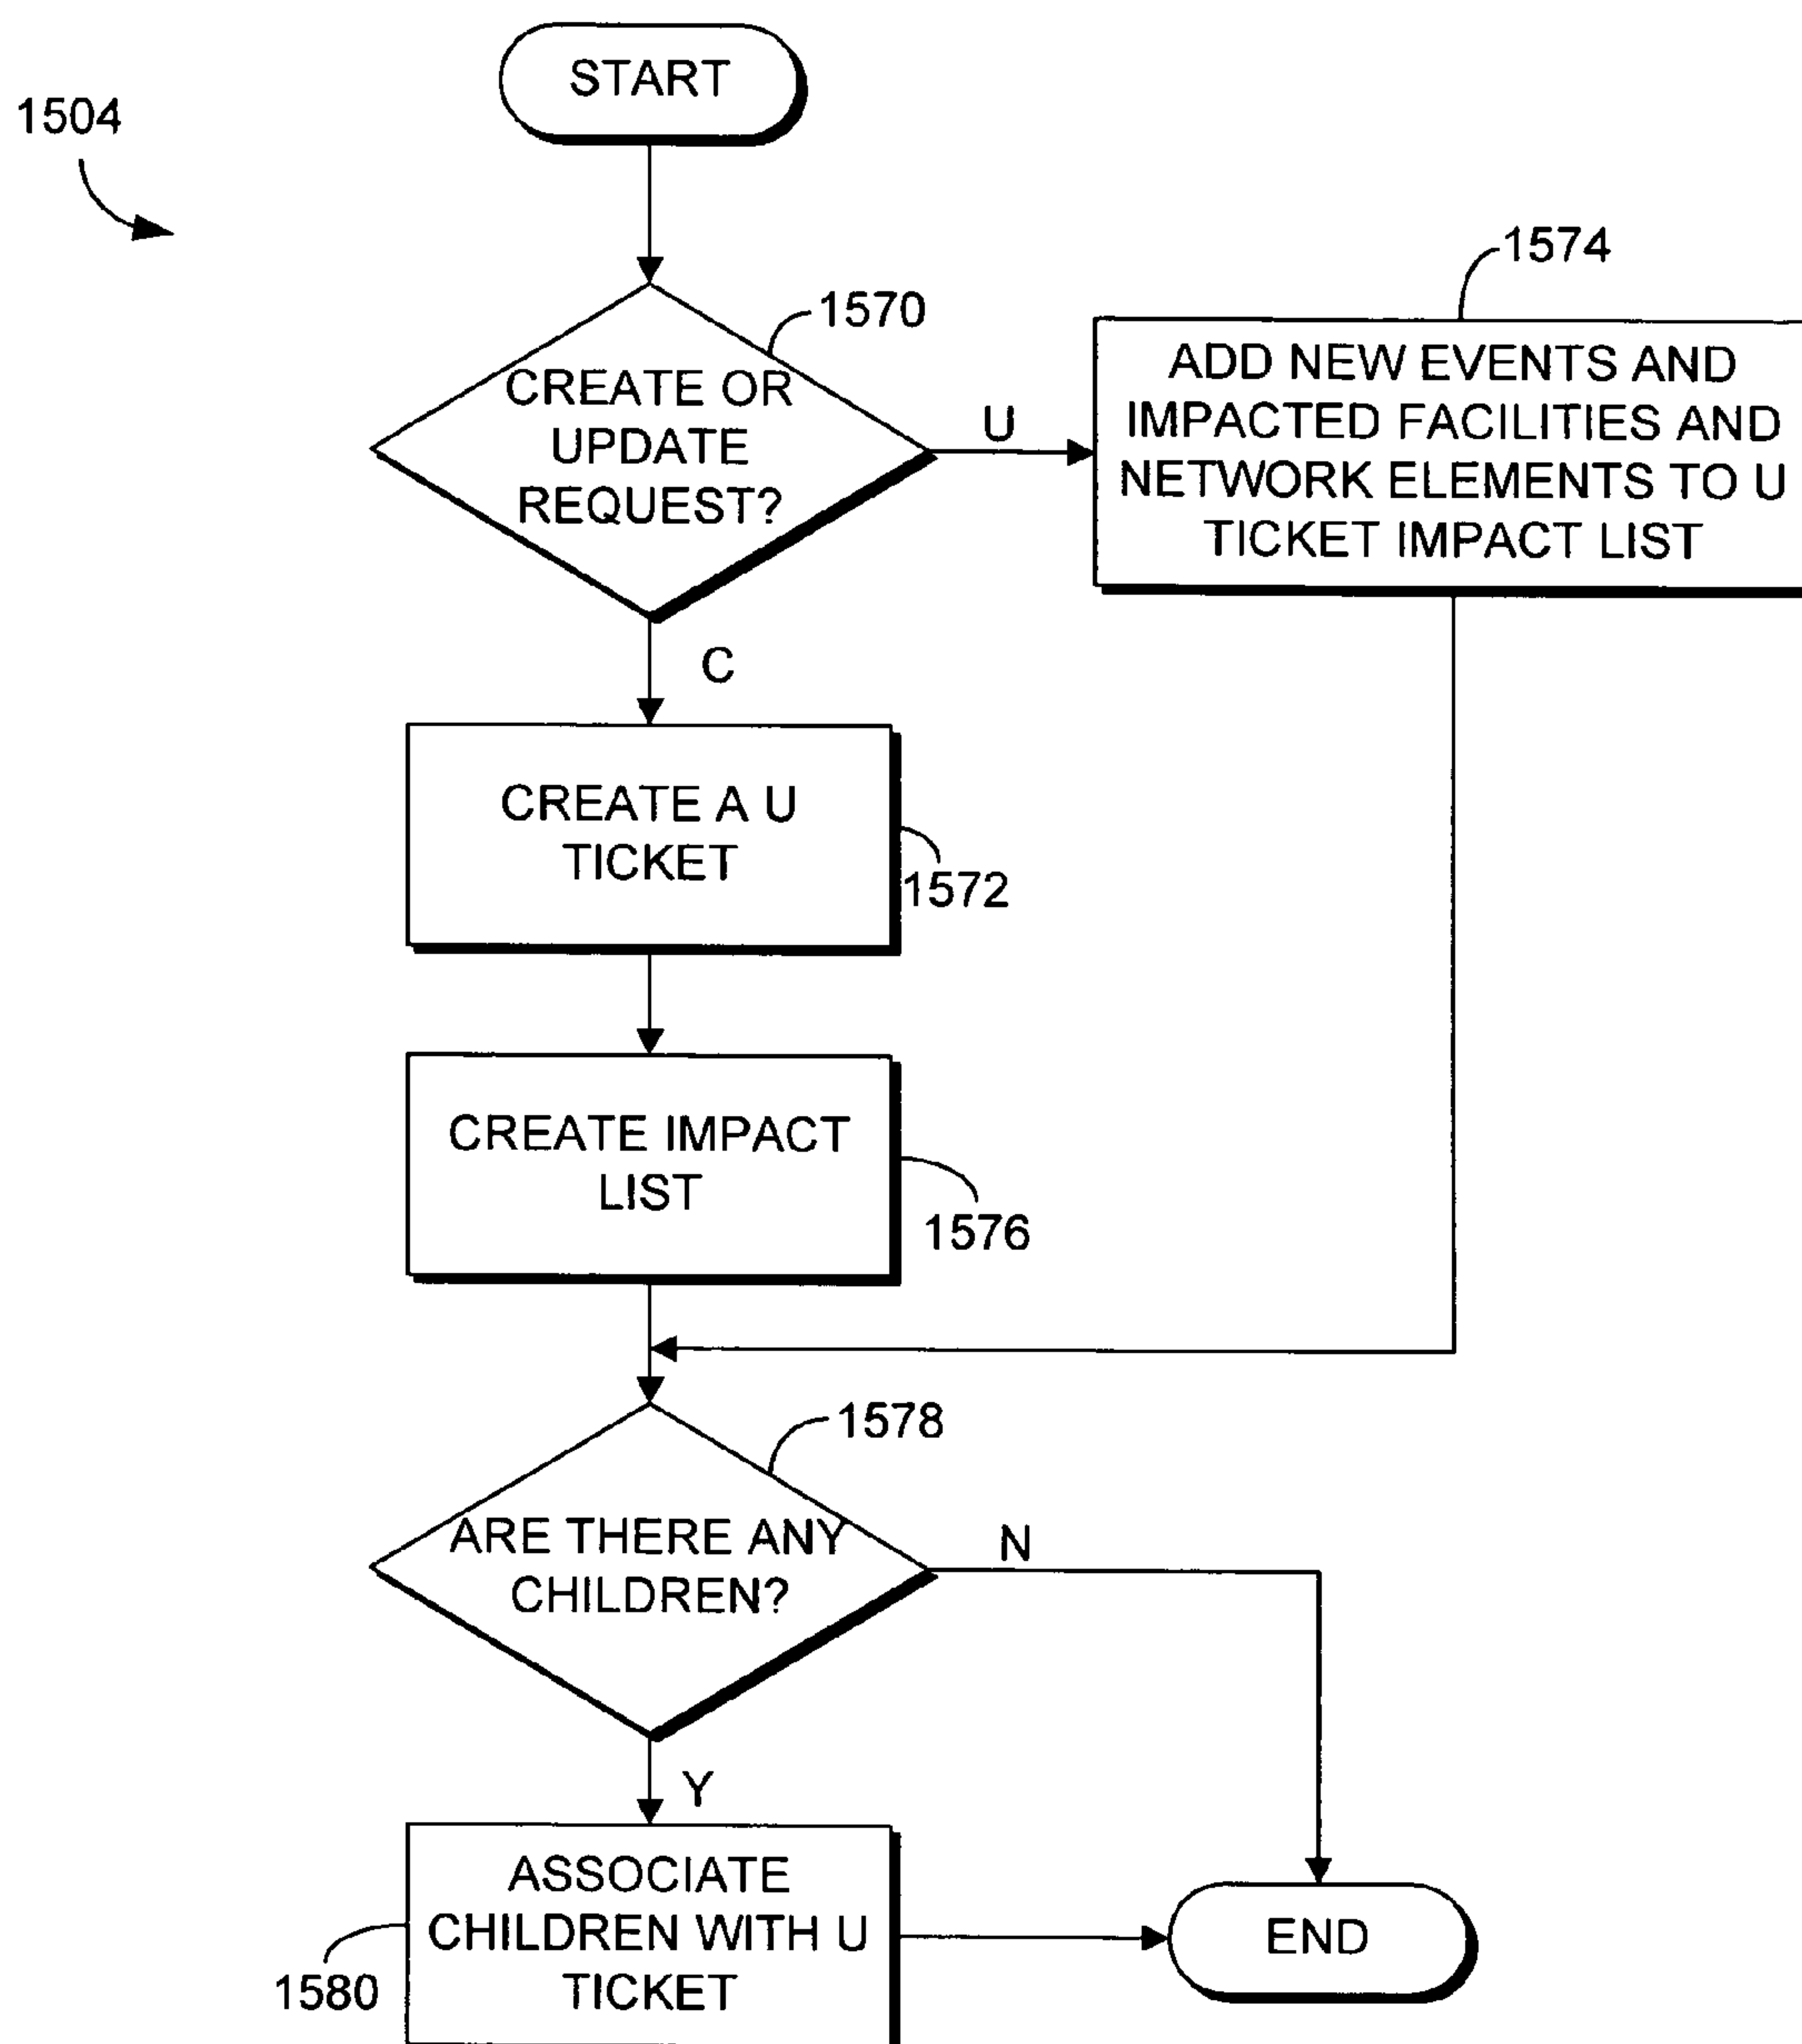 START
1504
1574
1570
CREATE OR
UPDATE
REQUEST?
U
ADD NEW EVENTS AND
IMPACTED FACILITIES AND
NETWORK ELEMENTS TO U
TICKET IMPACT LIST
C
CREATE A U
TICKET
1572
CREATE IMPACT
LIST
1576
1578
ARE THERE ANY
CHILDREN?
N
Y
ASSOCIATE
CHILDREN WITH U
TICKET
1580
END